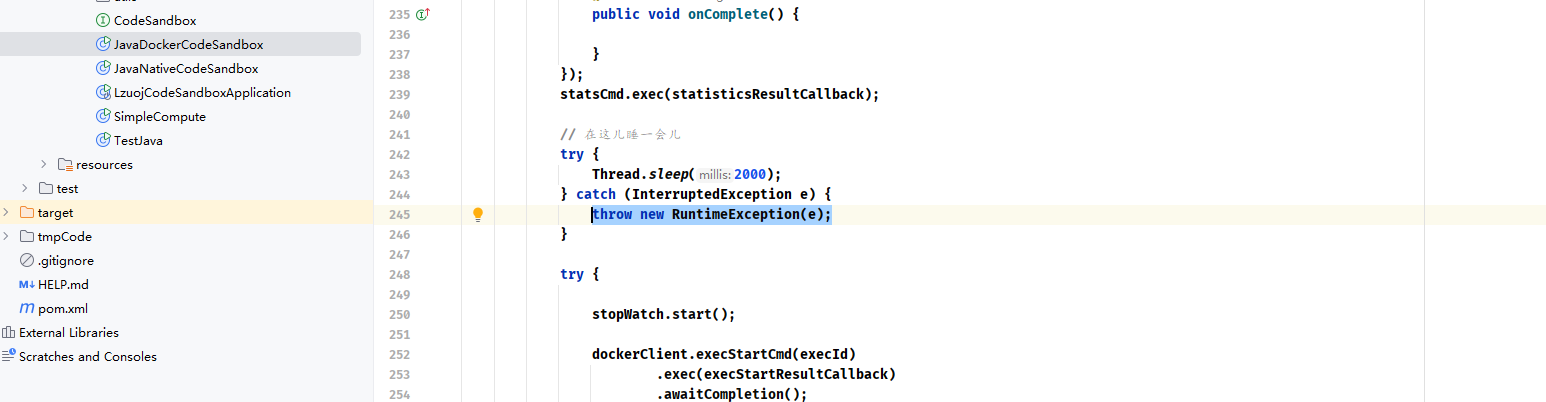 CodeSandbox
JavaDockerCodeSandbox
JavaNativeCodeSandbox
LzuojCodeSandboxApplication
SimpleCompute
TestJava
resources
test
target
tmpCode
.gitignore
M↓ HELP.md
m pom.xml
External Libraries
Scratches and Consoles
235 public void onComplete() {
236
237 }
238 });
239 statsCmd.exec(statisticsResultCallback);
240
241 // 在这儿睡一会儿
242 try {
243 Thread.sleep( millis: 2000);
244 } catch (InterruptedException e) {
245 throw new RuntimeException(e);
246 }
247
248 try {
249
250 stopWatch.start();
251
252 dockerClient.execStartCmd(execId)
253 .exec(execStartResultCallback)
254 .awaitCompletion();